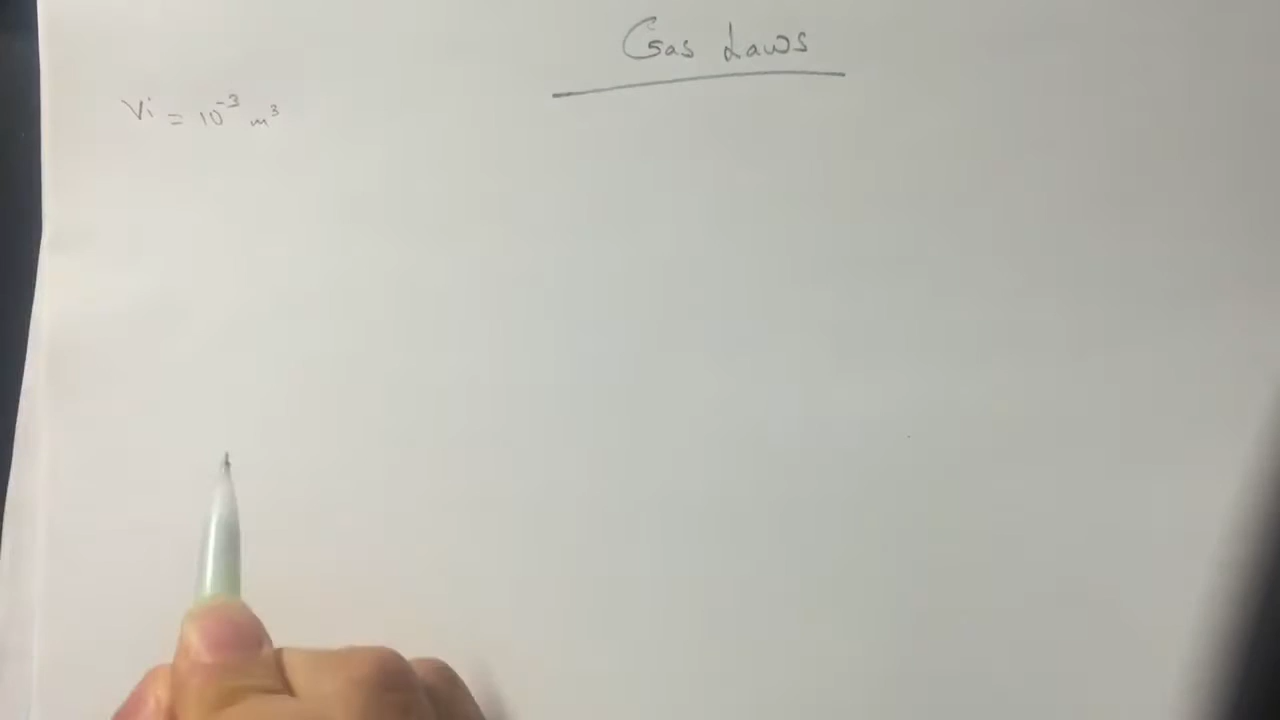 Gas Laws
Vi = 10⁻³ m³